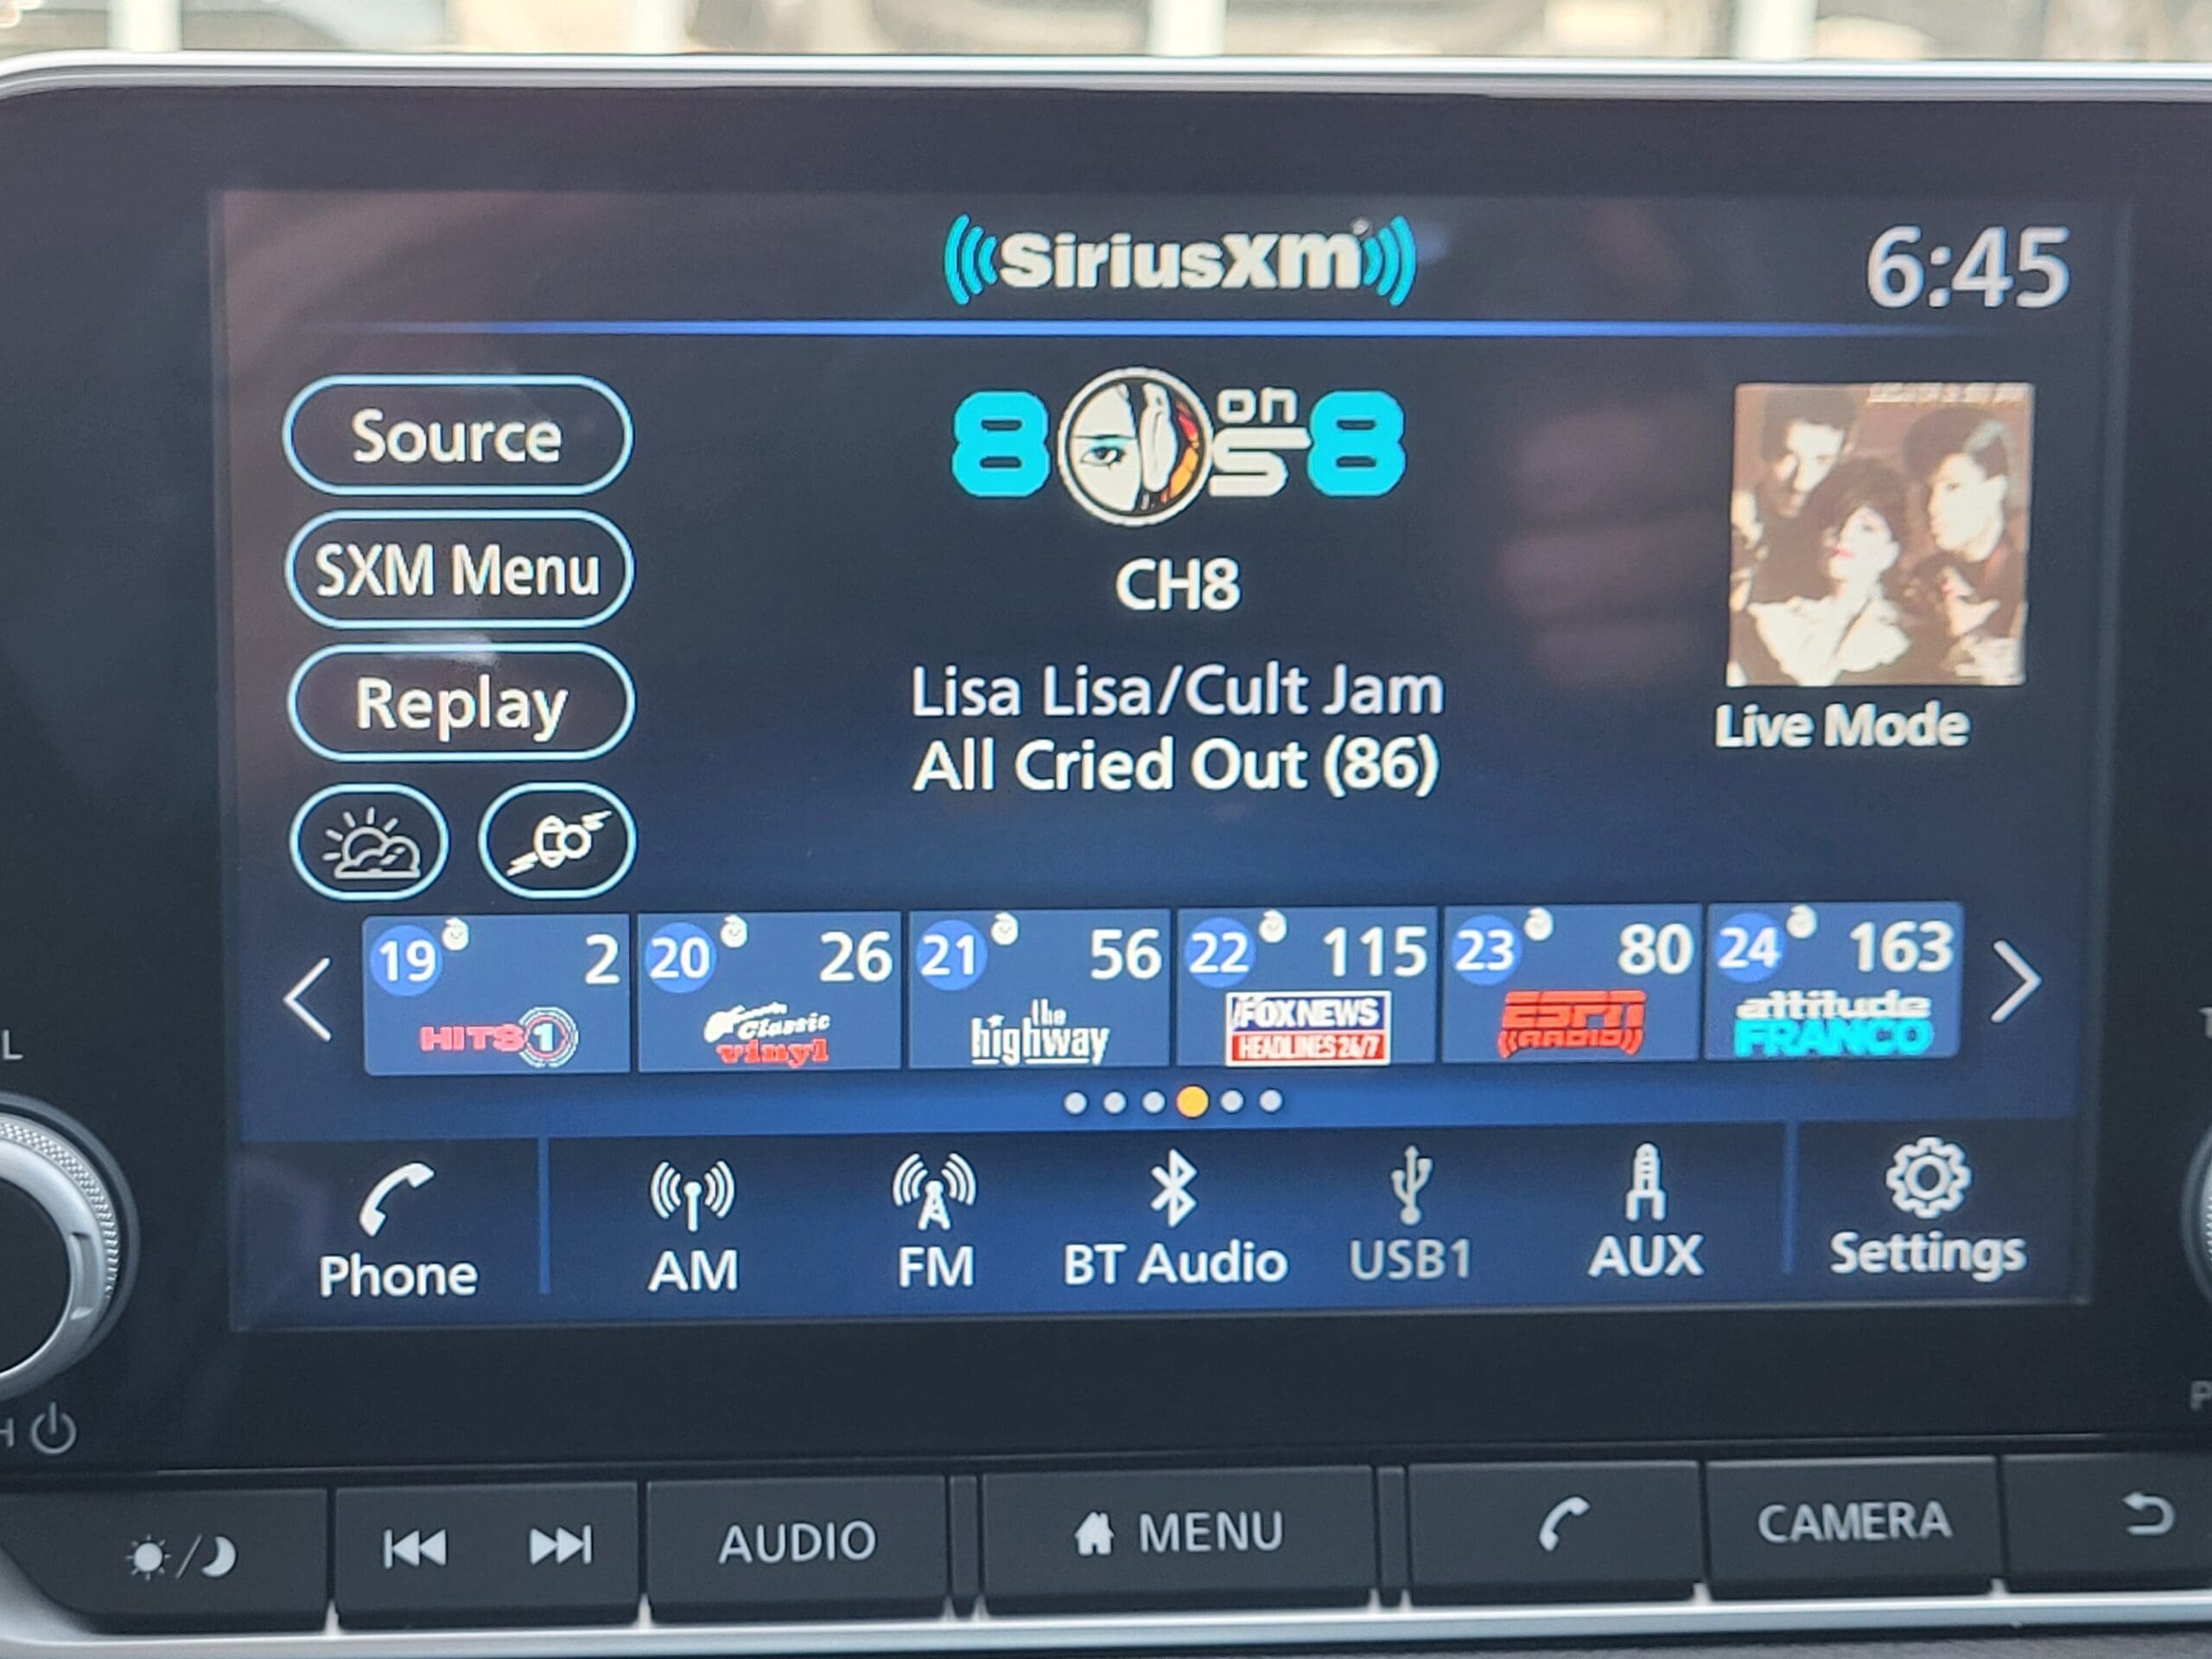 SiriusXm
6:45
Source
80s on 8
SXM Menu
CH8
Replay
Lisa Lisa/Cult Jam
All Cried Out (86)
Live Mode
19 2
HITS 1
20 26
Classic
vinyl
21 56
the
highway
22 115
FOX NEWS
HEADLINES 24/7
23 80
ESPN
RADIO
24 163
attitude
FRANCO
Phone
AM
FM
BT Audio
USB1
AUX
Settings
AUDIO
MENU
CAMERA